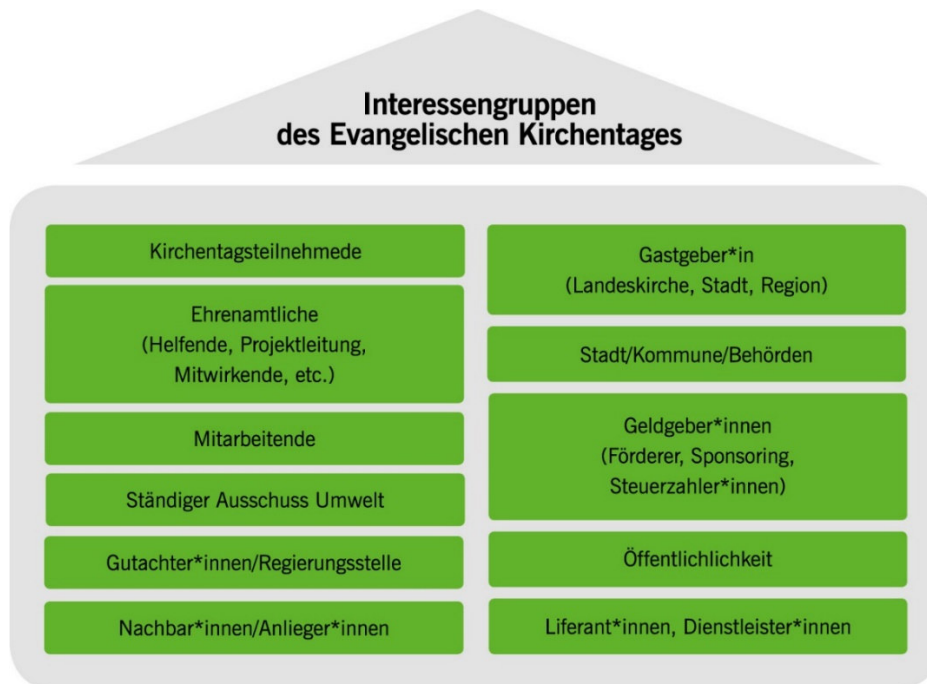 Interessengruppen
des Evangelischen Kirchentages
Kirchentagsteilnehmede
Ehrenamtliche
(Helfende, Projektleitung,
Mitwirkende, etc.)
Mitarbeitende
Ständiger Ausschuss Umwelt
Gutachter*innen/Regierungsstelle
Nachbar*innen/Anlieger*innen
Gastgeber*in
(Landeskirche, Stadt, Region)
Stadt/Kommune/Behörden
Geldgeber*innen
(Förderer, Sponsoring,
Steuerzahler*innen)
Öffentlichlichkeit
Liferant*innen, Dienstleister*innen